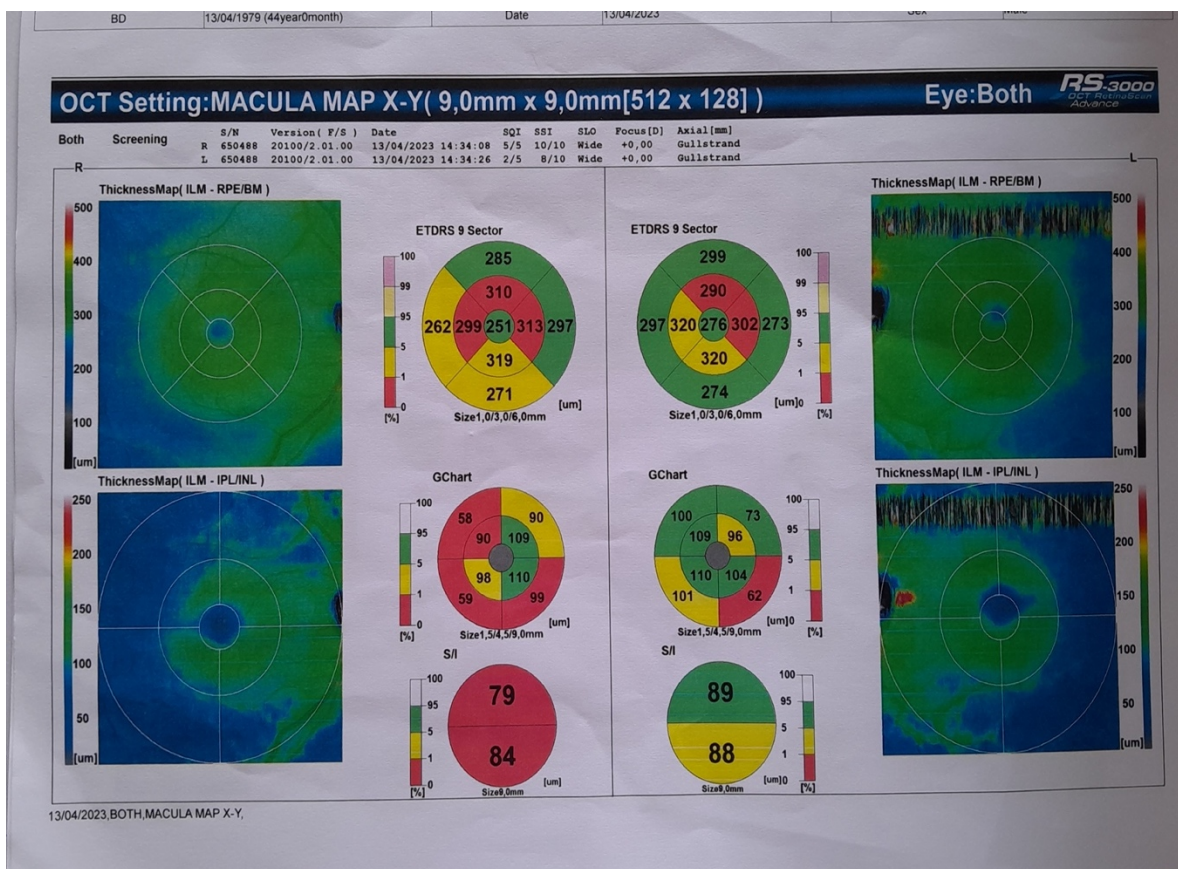 BD 13/04/1979 (44year0month) Date 13/04/2023 Sex Male
OCT Setting:MACULA MAP X-Y( 9,0mm x 9,0mm[512 x 128] ) Eye:Both RS-3000
OCT RetinaScan
Advance
S/N Version( F/S ) Date SQI SSI SLO Focus[D] Axial[mm]
Both Screening
R 650488 20100/2.01.00 13/04/2023 14:34:08 5/5 10/10 Wide +0,00 Gullstrand
L 650488 20100/2.01.00 13/04/2023 14:34:26 2/5 8/10 Wide +0,00 Gullstrand
R
ThicknessMap( ILM - RPE/BM )
500
400
300
200
100
[um]
ETDRS 9 Sector
100
99
95
5
1
0
[%]
285
310
262 299 251 313 297
319
271
[um]
Size1,0/3,0/6,0mm
ThicknessMap( ILM - IPL/INL )
250
200
150
100
50
[um]
GChart
100
95
5
1
0
[%]
58 90
90 109
98 110
59 99
[um]
Size1,5/4,5/9,0mm
S/I
100
95
5
1
0
[%]
79
84
[um]
Size9,0mm
L
ETDRS 9 Sector
299
290
297 320 276 302 273
320
274
[um]
Size1,0/3,0/6,0mm
100
99
95
5
1
0
[%]
ThicknessMap( ILM - RPE/BM )
500
400
300
200
100
[um]
GChart
100 73
109 96
110 104
101 62
[um]
Size1,5/4,5/9,0mm
100
95
5
1
0
[%]
ThicknessMap( ILM - IPL/INL )
250
200
150
100
50
[um]
S/I
89
88
[um]
Size9,0mm
100
95
5
1
0
[%]
13/04/2023,BOTH,MACULA MAP X-Y,